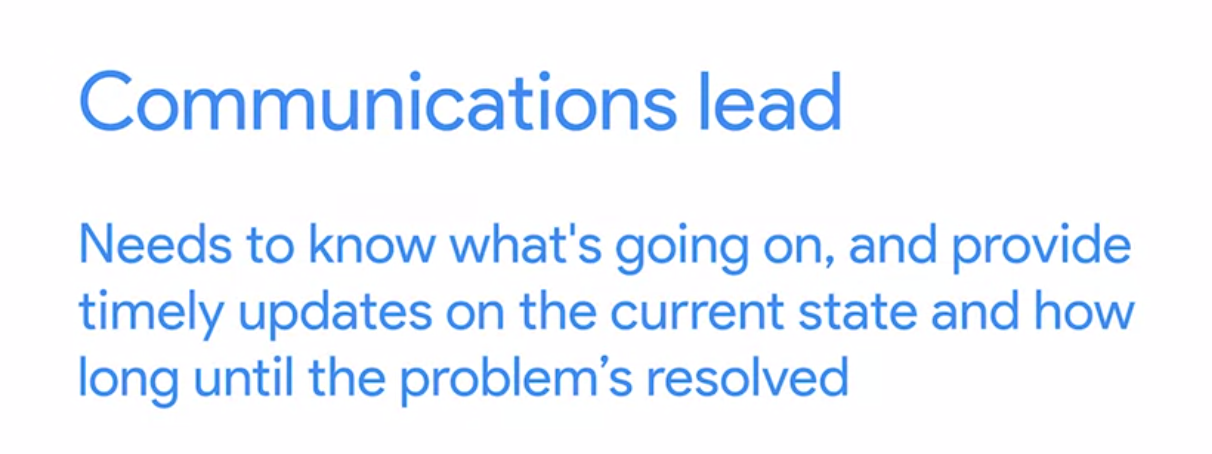 Communications lead
Needs to know what's going on, and provide
timely updates on the current state and how
long until the problem’s resolved